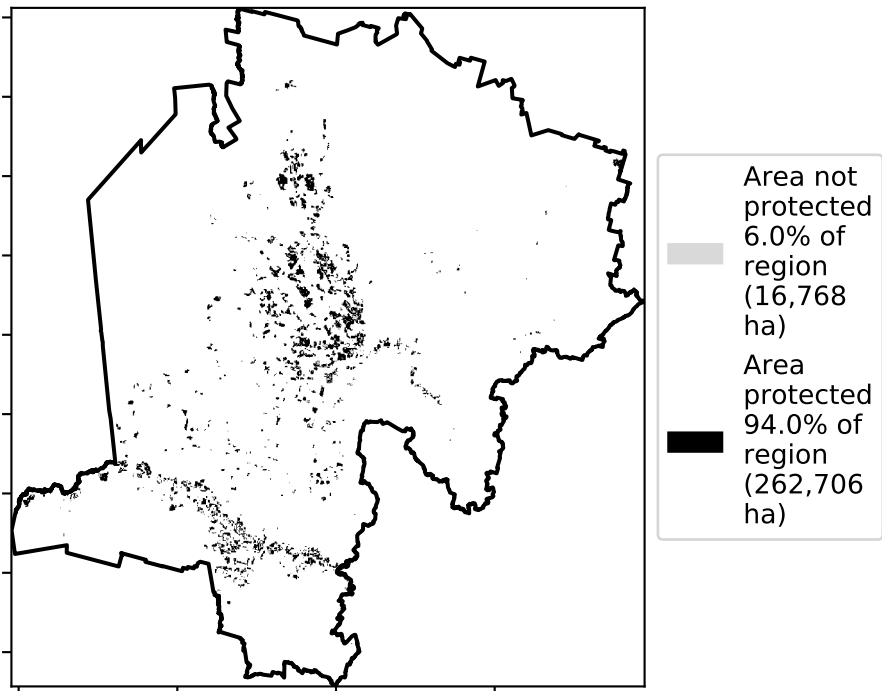 Area not
protected
6.0% of
region
(16,768
ha)
Area
protected
94.0% of
region
(262,706
ha)